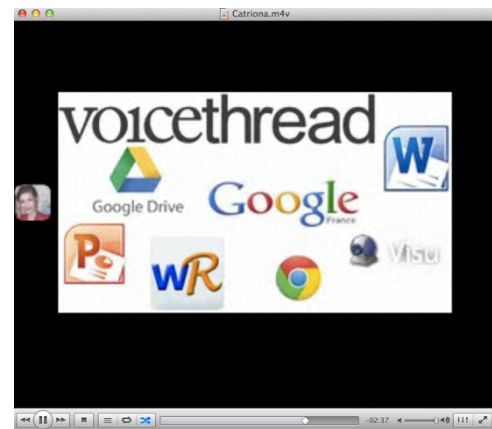 Catriona.m4v
voicethread
W
Google Drive
Google
France
P
Visu
WR
-02:37